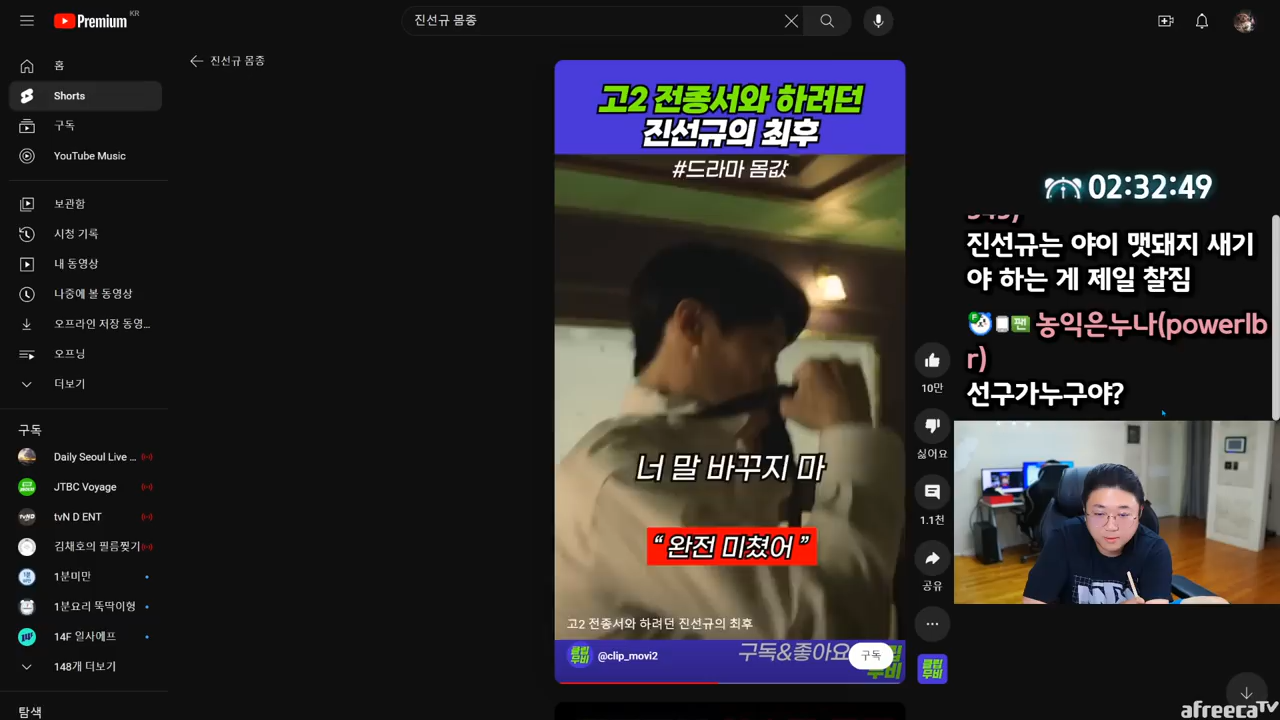 Premium KR
진선규 몸종
진선규 몸종
홈
Shorts
구독
YouTube Music
보관함
시청 기록
내 동영상
나중에 볼 동영상
오프라인 저장 동영...
오프닝
더보기
구독
Daily Seoul Live ...
JTBC Voyage
tvN D ENT
김채호의 필름찢기
1분미만
1분요리 뚝딱이형
14F 일사에프
148개 더보기
탐색
고2 전종서와 하려던
진선규의 최후
#드라마 몸값
너 말 바꾸지 마
“ 완전 미쳤어 ”
고2 전종서와 하려던 진선규의 최후
@clip_movi2
구독&좋아요
구독
클립
무비
10만
싫어요
1.1천
공유
02:32:49
진선규는 야이 맷돼지 새기
야 하는 게 제일 찰짐
팬 농익은누나(powerlb
r)
선구가누구야?
afreecaTV